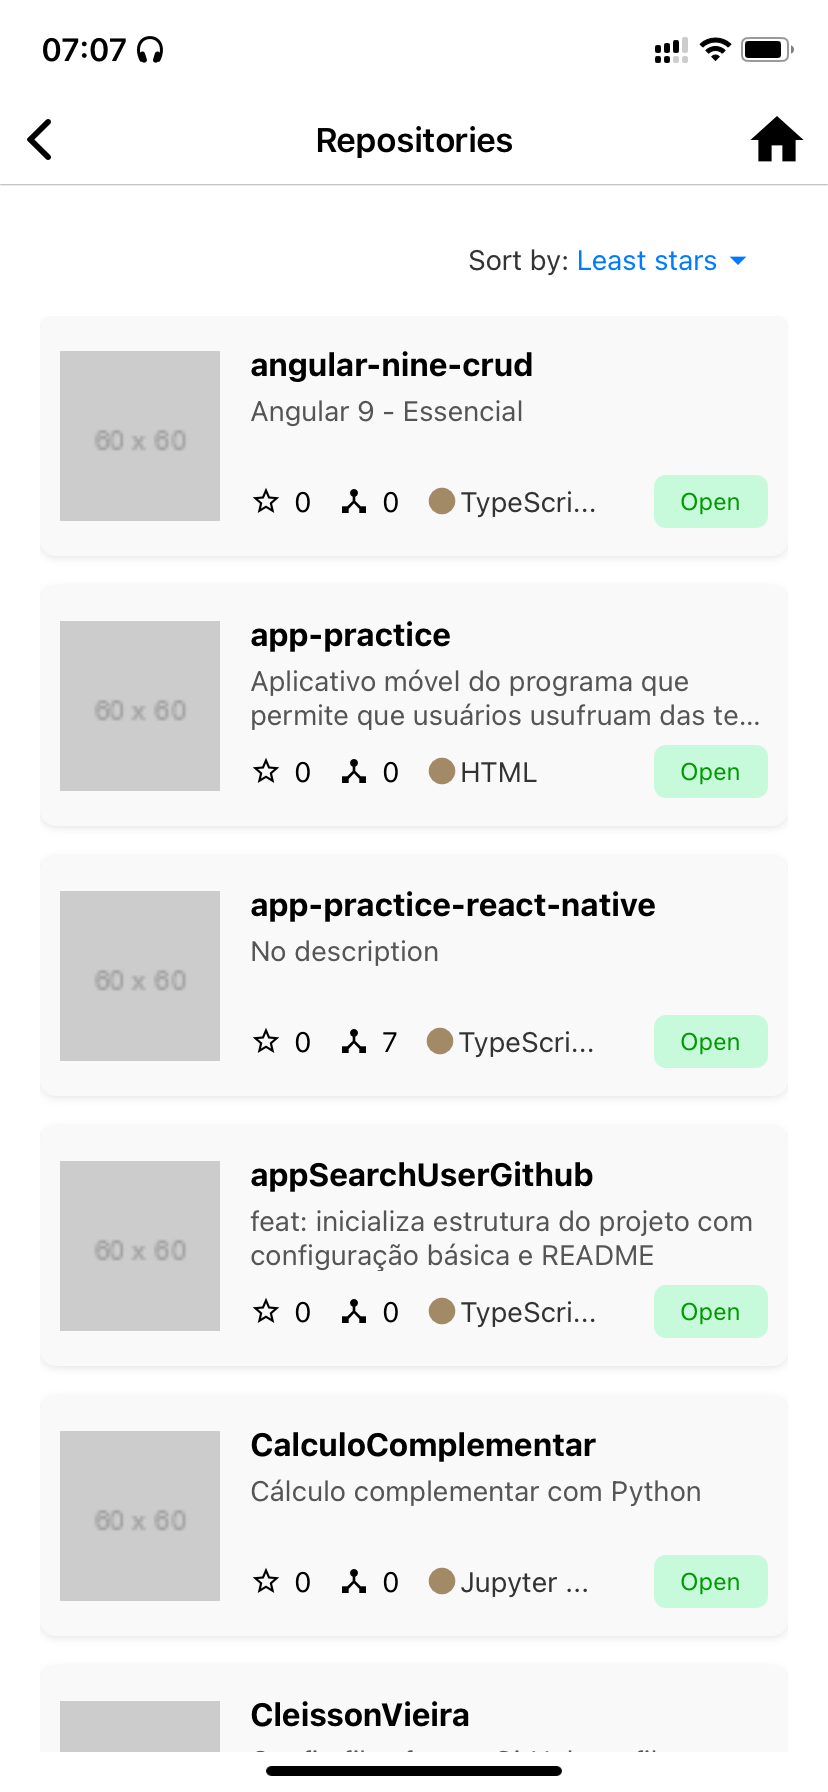 07:07
Repositories
Sort by: Least stars
60 x 60
angular-nine-crud
Angular 9 - Essencial
0 0 TypeScri... Open
60 x 60
app-practice
Aplicativo móvel do programa que
permite que usuários usufruam das te...
0 0 HTML Open
60 x 60
app-practice-react-native
No description
0 7 TypeScri... Open
60 x 60
appSearchUserGithub
feat: inicializa estrutura do projeto com
configuração básica e README
0 0 TypeScri... Open
60 x 60
CalculoComplementar
Cálculo complementar com Python
0 0 Jupyter ... Open
CleissonVieira